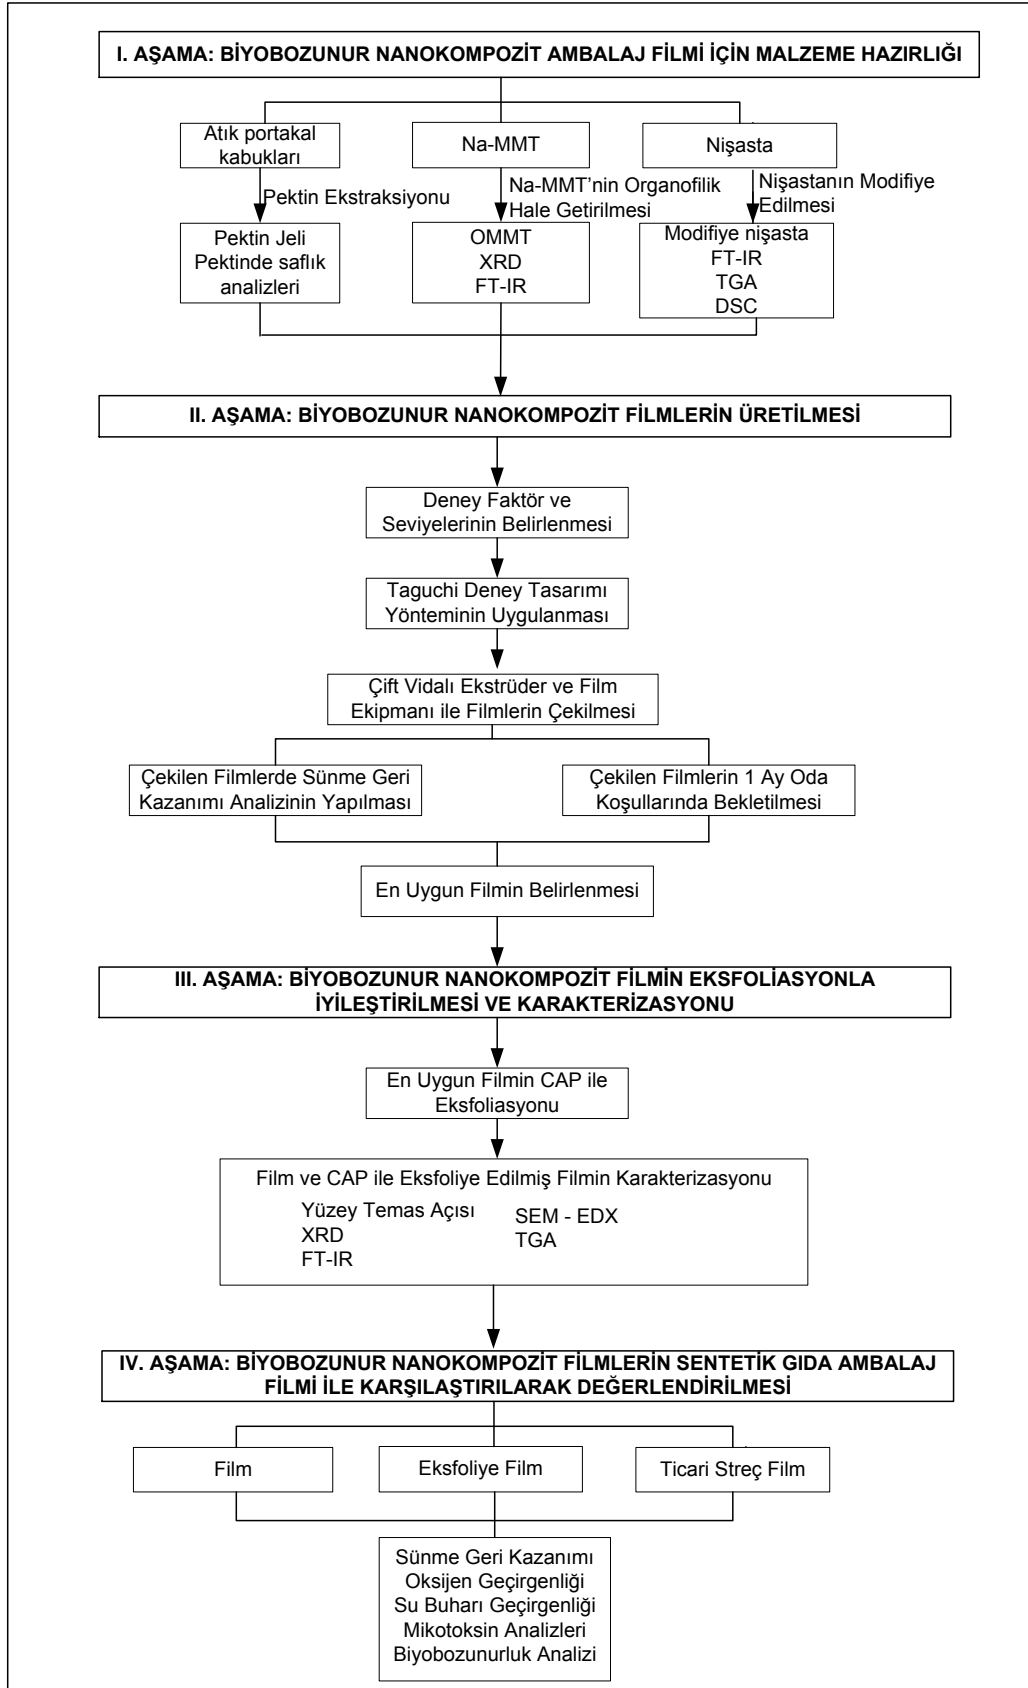 I. AŞAMA: BİYOBOZUNUR NANOKOMPOZİT AMBALAJ FİLMİ İÇİN MALZEME HAZIRLIĞI
Atık portakal
kabukları
Na-MMT
Nişasta
Pektin Ekstraksiyonu
Na-MMT’nin Organofilik
Hale Getirilmesi
Nişastanın Modifiye
Edilmesi
Pektin Jeli
Pektinde saflık
analizleri
OMMT
XRD
FT-IR
Modifiye nişasta
FT-IR
TGA
DSC
II. AŞAMA: BİYOBOZUNUR NANOKOMPOZİT FİLMLERİN ÜRETİLMESİ
Deney Faktör ve
Seviyelerinin Belirlenmesi
Taguchi Deney Tasarımı
Yönteminin Uygulanması
Çift Vidalı Ekstrüder ve Film
Ekipmanı ile Filmlerin Çekilmesi
Çekilen Filmlerde Sünme Geri
Kazanımı Analizinin Yapılması
Çekilen Filmlerin 1 Ay Oda
Koşullarında Bekletilmesi
En Uygun Filmin Belirlenmesi
III. AŞAMA: BİYOBOZUNUR NANOKOMPOZİT FİLMİN EKSFOLİASYONLA
İYİLEŞTİRİLMESİ VE KARAKTERİZASYONU
En Uygun Filmin CAP ile
Eksfoliasyonu
Film ve CAP ile Eksfoliye Edilmiş Filmin Karakterizasyonu
Yüzey Temas Açısı
XRD
FT-IR
SEM - EDX
TGA
IV. AŞAMA: BİYOBOZUNUR NANOKOMPOZİT FİLMLERİN SENTETİK GIDA AMBALAJ
FİLMİ İLE KARŞILAŞTIRILARAK DEĞERLENDİRİLMESİ
Film
Eksfoliye Film
Ticari Streç Film
Sünme Geri Kazanımı
Oksijen Geçirgenliği
Su Buharı Geçirgenliği
Mikotoksin Analizleri
Biyobozunurluk Analizi